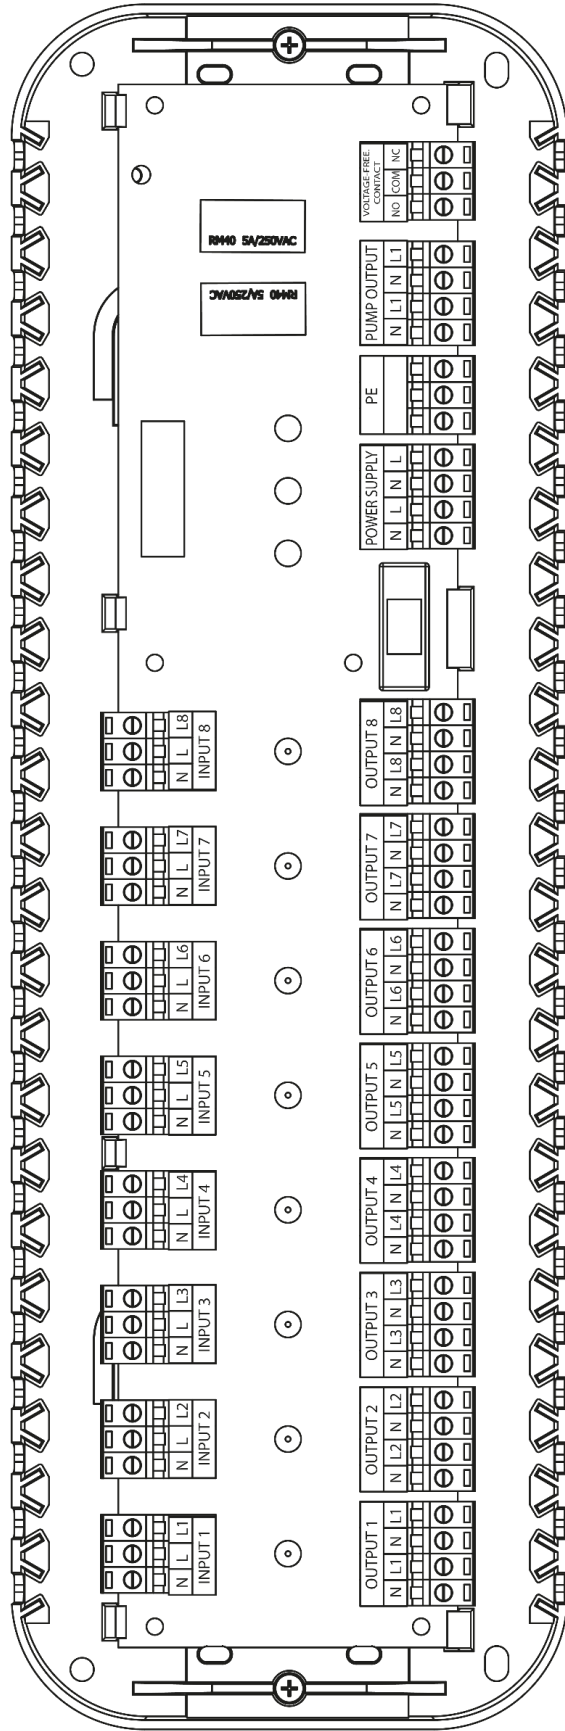 N L L1
INPUT 1
N L L2
INPUT 2
N L L3
INPUT 3
N L L4
INPUT 4
N L L5
INPUT 5
N L L6
INPUT 6
N L L7
INPUT 7
N L L8
INPUT 8
RM40 5A/250VAC
RM40 5A/250VAC
OUTPUT 1
N L1 N L1
OUTPUT 2
N L2 N L2
OUTPUT 3
N L3 N L3
OUTPUT 4
N L4 N L4
OUTPUT 5
N L5 N L5
OUTPUT 6
N L6 N L6
OUTPUT 7
N L7 N L7
OUTPUT 8
N L8 N L8
POWER SUPPLY
N L N L
PE
PUMP OUTPUT
N L1 N L1
VOLTAGE-FREE.
CONTACT
NO COM NC